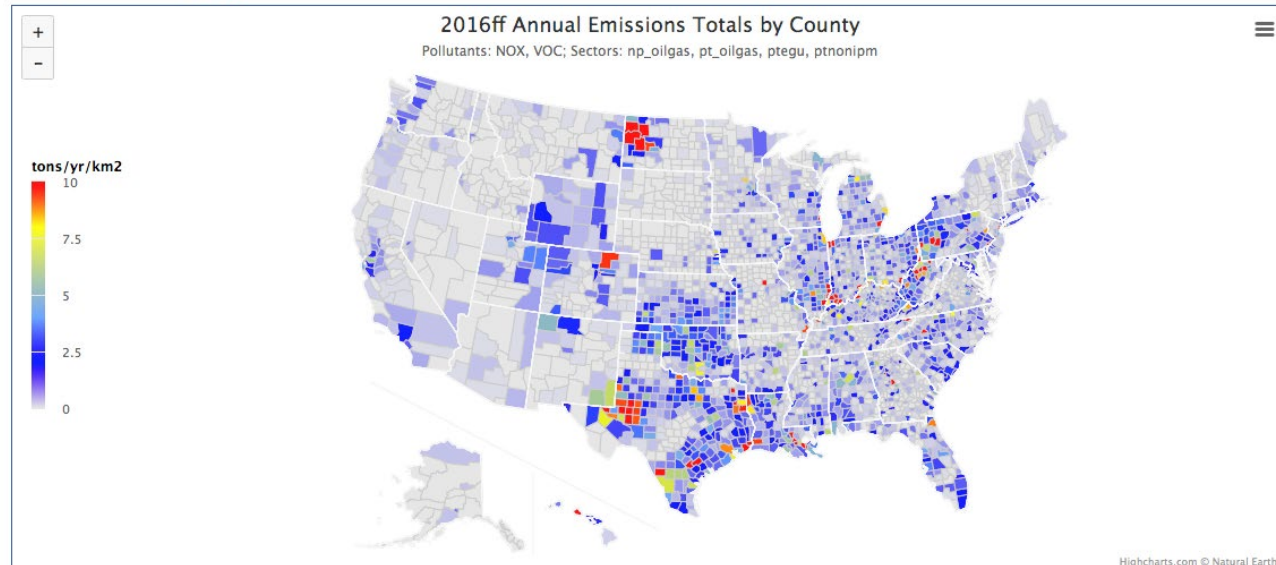 2016ff Annual Emissions Totals by County
Pollutants: NOX, VOC; Sectors: np_oilgas, pt_oilgas, ptegu, ptnonipm
+
−
tons/yr/km2
10
7.5
5
2.5
0
Highcharts.com © Natural Earth